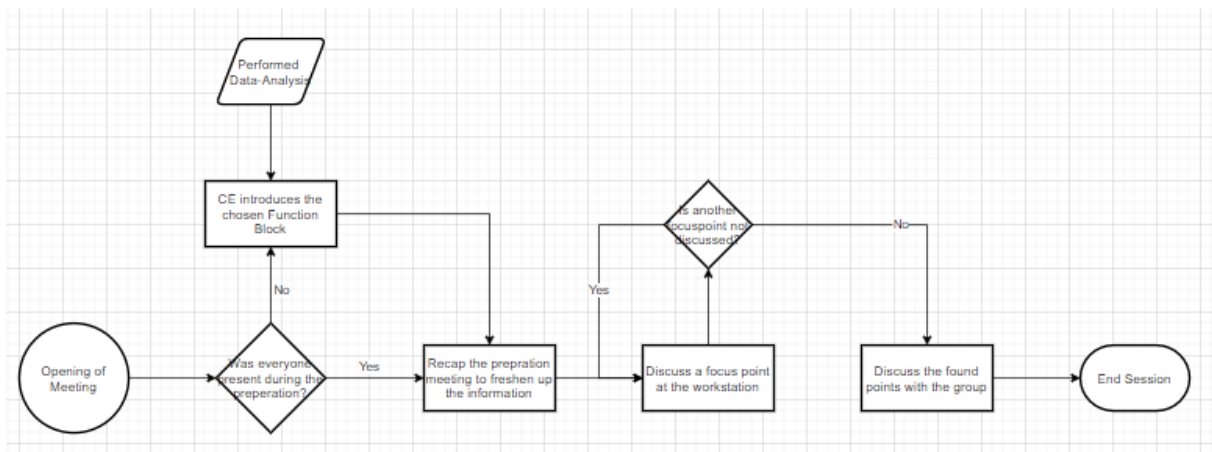 Performed
Data-Analysis
CE introduces the
chosen Function
Block
Is another
focuspoint not
discussed?
No
No
Yes
Opening of
Meeting
Was everyone
present during the
preperation?
Yes
Recap the prepration
meeting to freshen up
the information
Discuss a focus point
at the workstation
Discuss the found
points with the group
End Session